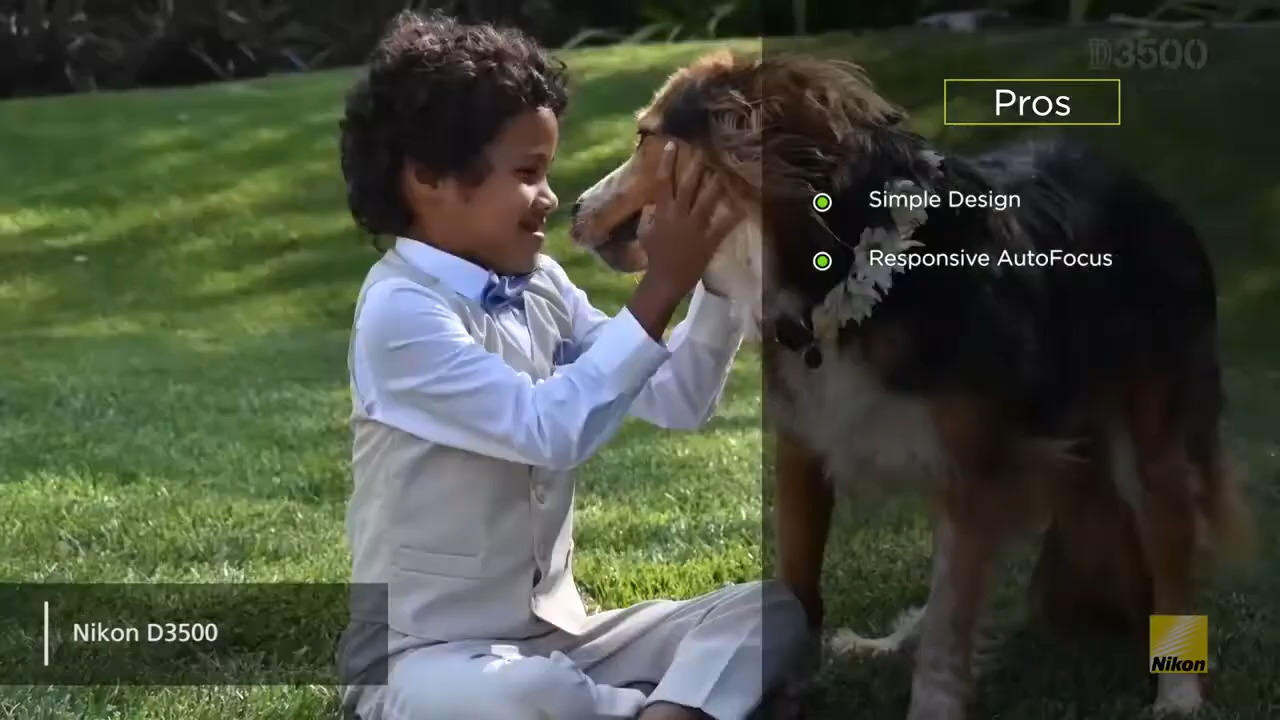 D3500
Pros
Simple Design
Responsive AutoFocus
Nikon D3500
Nikon